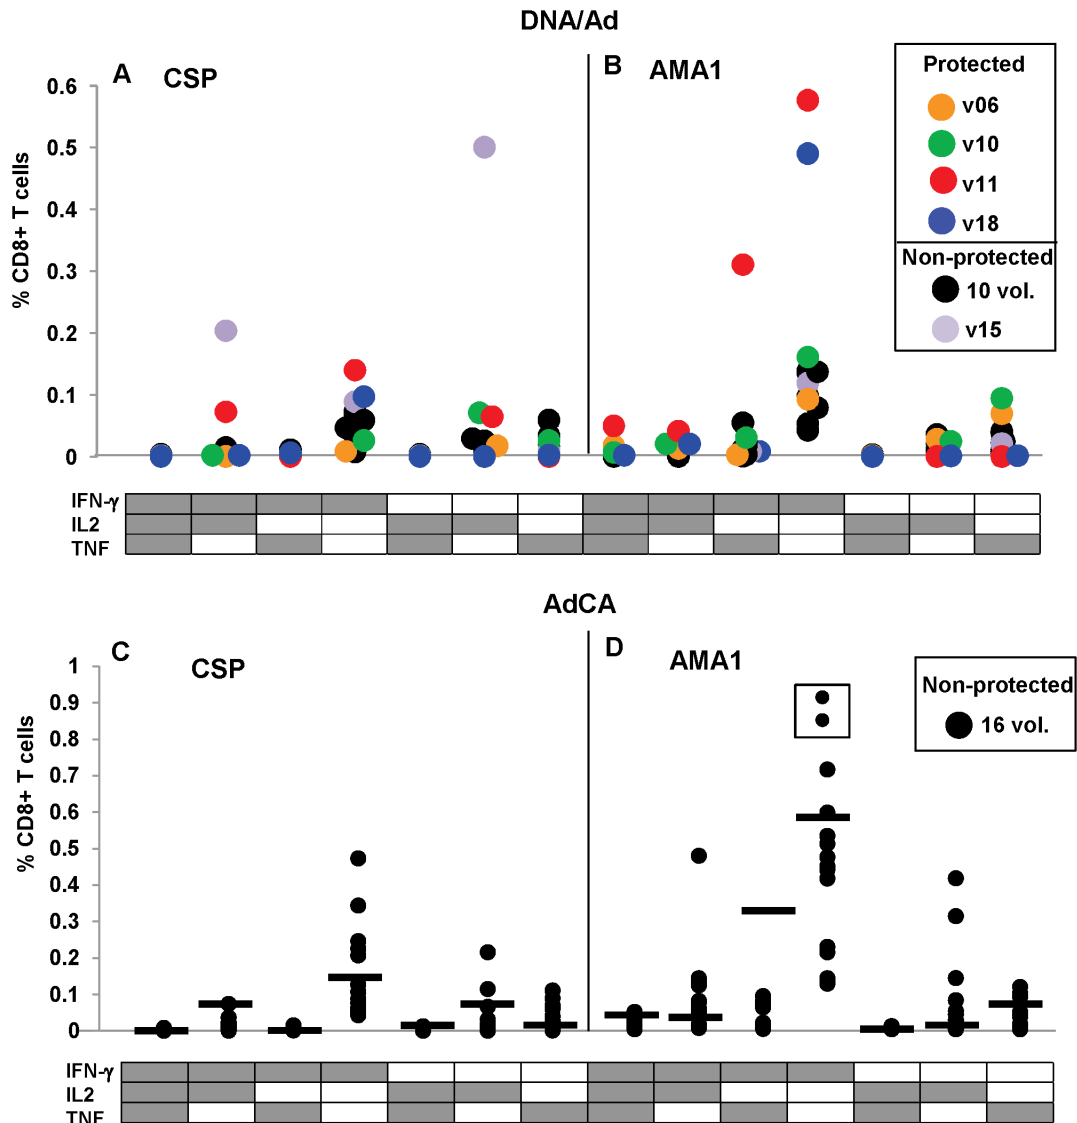 DNA/Ad
A
CSP
B
AMA1
Protected
v06
v10
v11
v18
Non-protected
10 vol.
v15
% CD8+ T cells
0.6
0.5
0.4
0.3
0.2
0.1
0
IFN-γ
IL2
TNF
AdCA
C
CSP
D
AMA1
Non-protected
16 vol.
% CD8+ T cells
1
0.9
0.8
0.7
0.6
0.5
0.4
0.3
0.2
0.1
0
IFN-γ
IL2
TNF